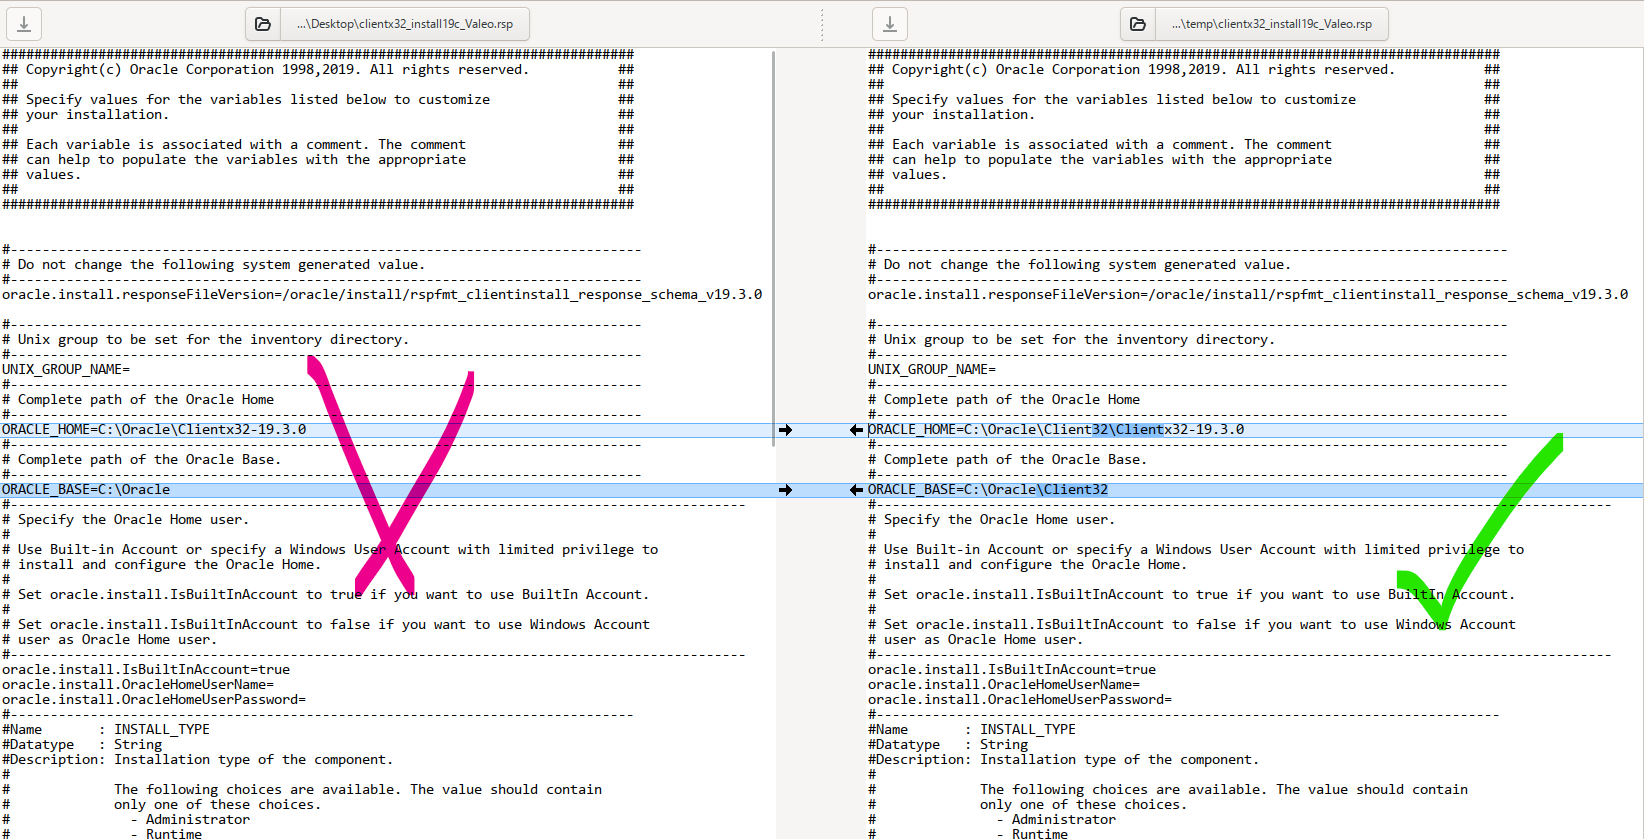 ...\Desktop\clientx32_install19c_Valeo.rsp
###############################################################################
## Copyright(c) Oracle Corporation 1998,2019. All rights reserved.           ##
##                                                                           ##
## Specify values for the variables listed below to customize                ##
## your installation.                                                        ##
##                                                                           ##
## Each variable is associated with a comment. The comment                   ##
## can help to populate the variables with the appropriate                   ##
## values.                                                                   ##
##                                                                           ##
###############################################################################
#-------------------------------------------------------------------------------
# Do not change the following system generated value.
#-------------------------------------------------------------------------------
oracle.install.responseFileVersion=/oracle/install/rspfmt_clientinstall_response_schema_v19.3.0
#-------------------------------------------------------------------------------
# Unix group to be set for the inventory directory.
#-------------------------------------------------------------------------------
UNIX_GROUP_NAME=
#-------------------------------------------------------------------------------
# Complete path of the Oracle Home
#-------------------------------------------------------------------------------
ORACLE_HOME=C:\Oracle\Clientx32-19.3.0
#-------------------------------------------------------------------------------
# Complete path of the Oracle Base.
#-------------------------------------------------------------------------------
ORACLE_BASE=C:\Oracle
#--------------------------------------------------------------------------------------------
# Specify the Oracle Home user.
#
# Use Built-in Account or specify a Windows User Account with limited privilege to
# install and configure the Oracle Home.
#
# Set oracle.install.IsBuiltInAccount to true if you want to use BuiltIn Account.
#
# Set oracle.install.IsBuiltInAccount to false if you want to use Windows Account
# user as Oracle Home user.
#--------------------------------------------------------------------------------------------
oracle.install.IsBuiltInAccount=true
oracle.install.OracleHomeUserName=
oracle.install.OracleHomeUserPassword=
#------------------------------------------------------------------------------
#Name       : INSTALL_TYPE
#Datatype   : String
#Description: Installation type of the component.
#
#             The following choices are available. The value should contain
#             only one of these choices.
#               - Administrator
#               - Runtime
...\temp\clientx32_install19c_Valeo.rsp
###############################################################################
## Copyright(c) Oracle Corporation 1998,2019. All rights reserved.           ##
##                                                                           ##
## Specify values for the variables listed below to customize                ##
## your installation.                                                        ##
##                                                                           ##
## Each variable is associated with a comment. The comment                   ##
## can help to populate the variables with the appropriate                   ##
## values.                                                                   ##
##                                                                           ##
###############################################################################
#-------------------------------------------------------------------------------
# Do not change the following system generated value.
#-------------------------------------------------------------------------------
oracle.install.responseFileVersion=/oracle/install/rspfmt_clientinstall_response_schema_v19.3.0
#-------------------------------------------------------------------------------
# Unix group to be set for the inventory directory.
#-------------------------------------------------------------------------------
UNIX_GROUP_NAME=
#-------------------------------------------------------------------------------
# Complete path of the Oracle Home
#-------------------------------------------------------------------------------
ORACLE_HOME=C:\Oracle\Client32\Clientx32-19.3.0
#-------------------------------------------------------------------------------
# Complete path of the Oracle Base.
#-------------------------------------------------------------------------------
ORACLE_BASE=C:\Oracle\Client32
#--------------------------------------------------------------------------------------------
# Specify the Oracle Home user.
#
# Use Built-in Account or specify a Windows User Account with limited privilege to
# install and configure the Oracle Home.
#
# Set oracle.install.IsBuiltInAccount to true if you want to use BuiltIn Account.
#
# Set oracle.install.IsBuiltInAccount to false if you want to use Windows Account
# user as Oracle Home user.
#--------------------------------------------------------------------------------------------
oracle.install.IsBuiltInAccount=true
oracle.install.OracleHomeUserName=
oracle.install.OracleHomeUserPassword=
#------------------------------------------------------------------------------
#Name       : INSTALL_TYPE
#Datatype   : String
#Description: Installation type of the component.
#
#             The following choices are available. The value should contain
#             only one of these choices.
#               - Administrator
#               - Runtime